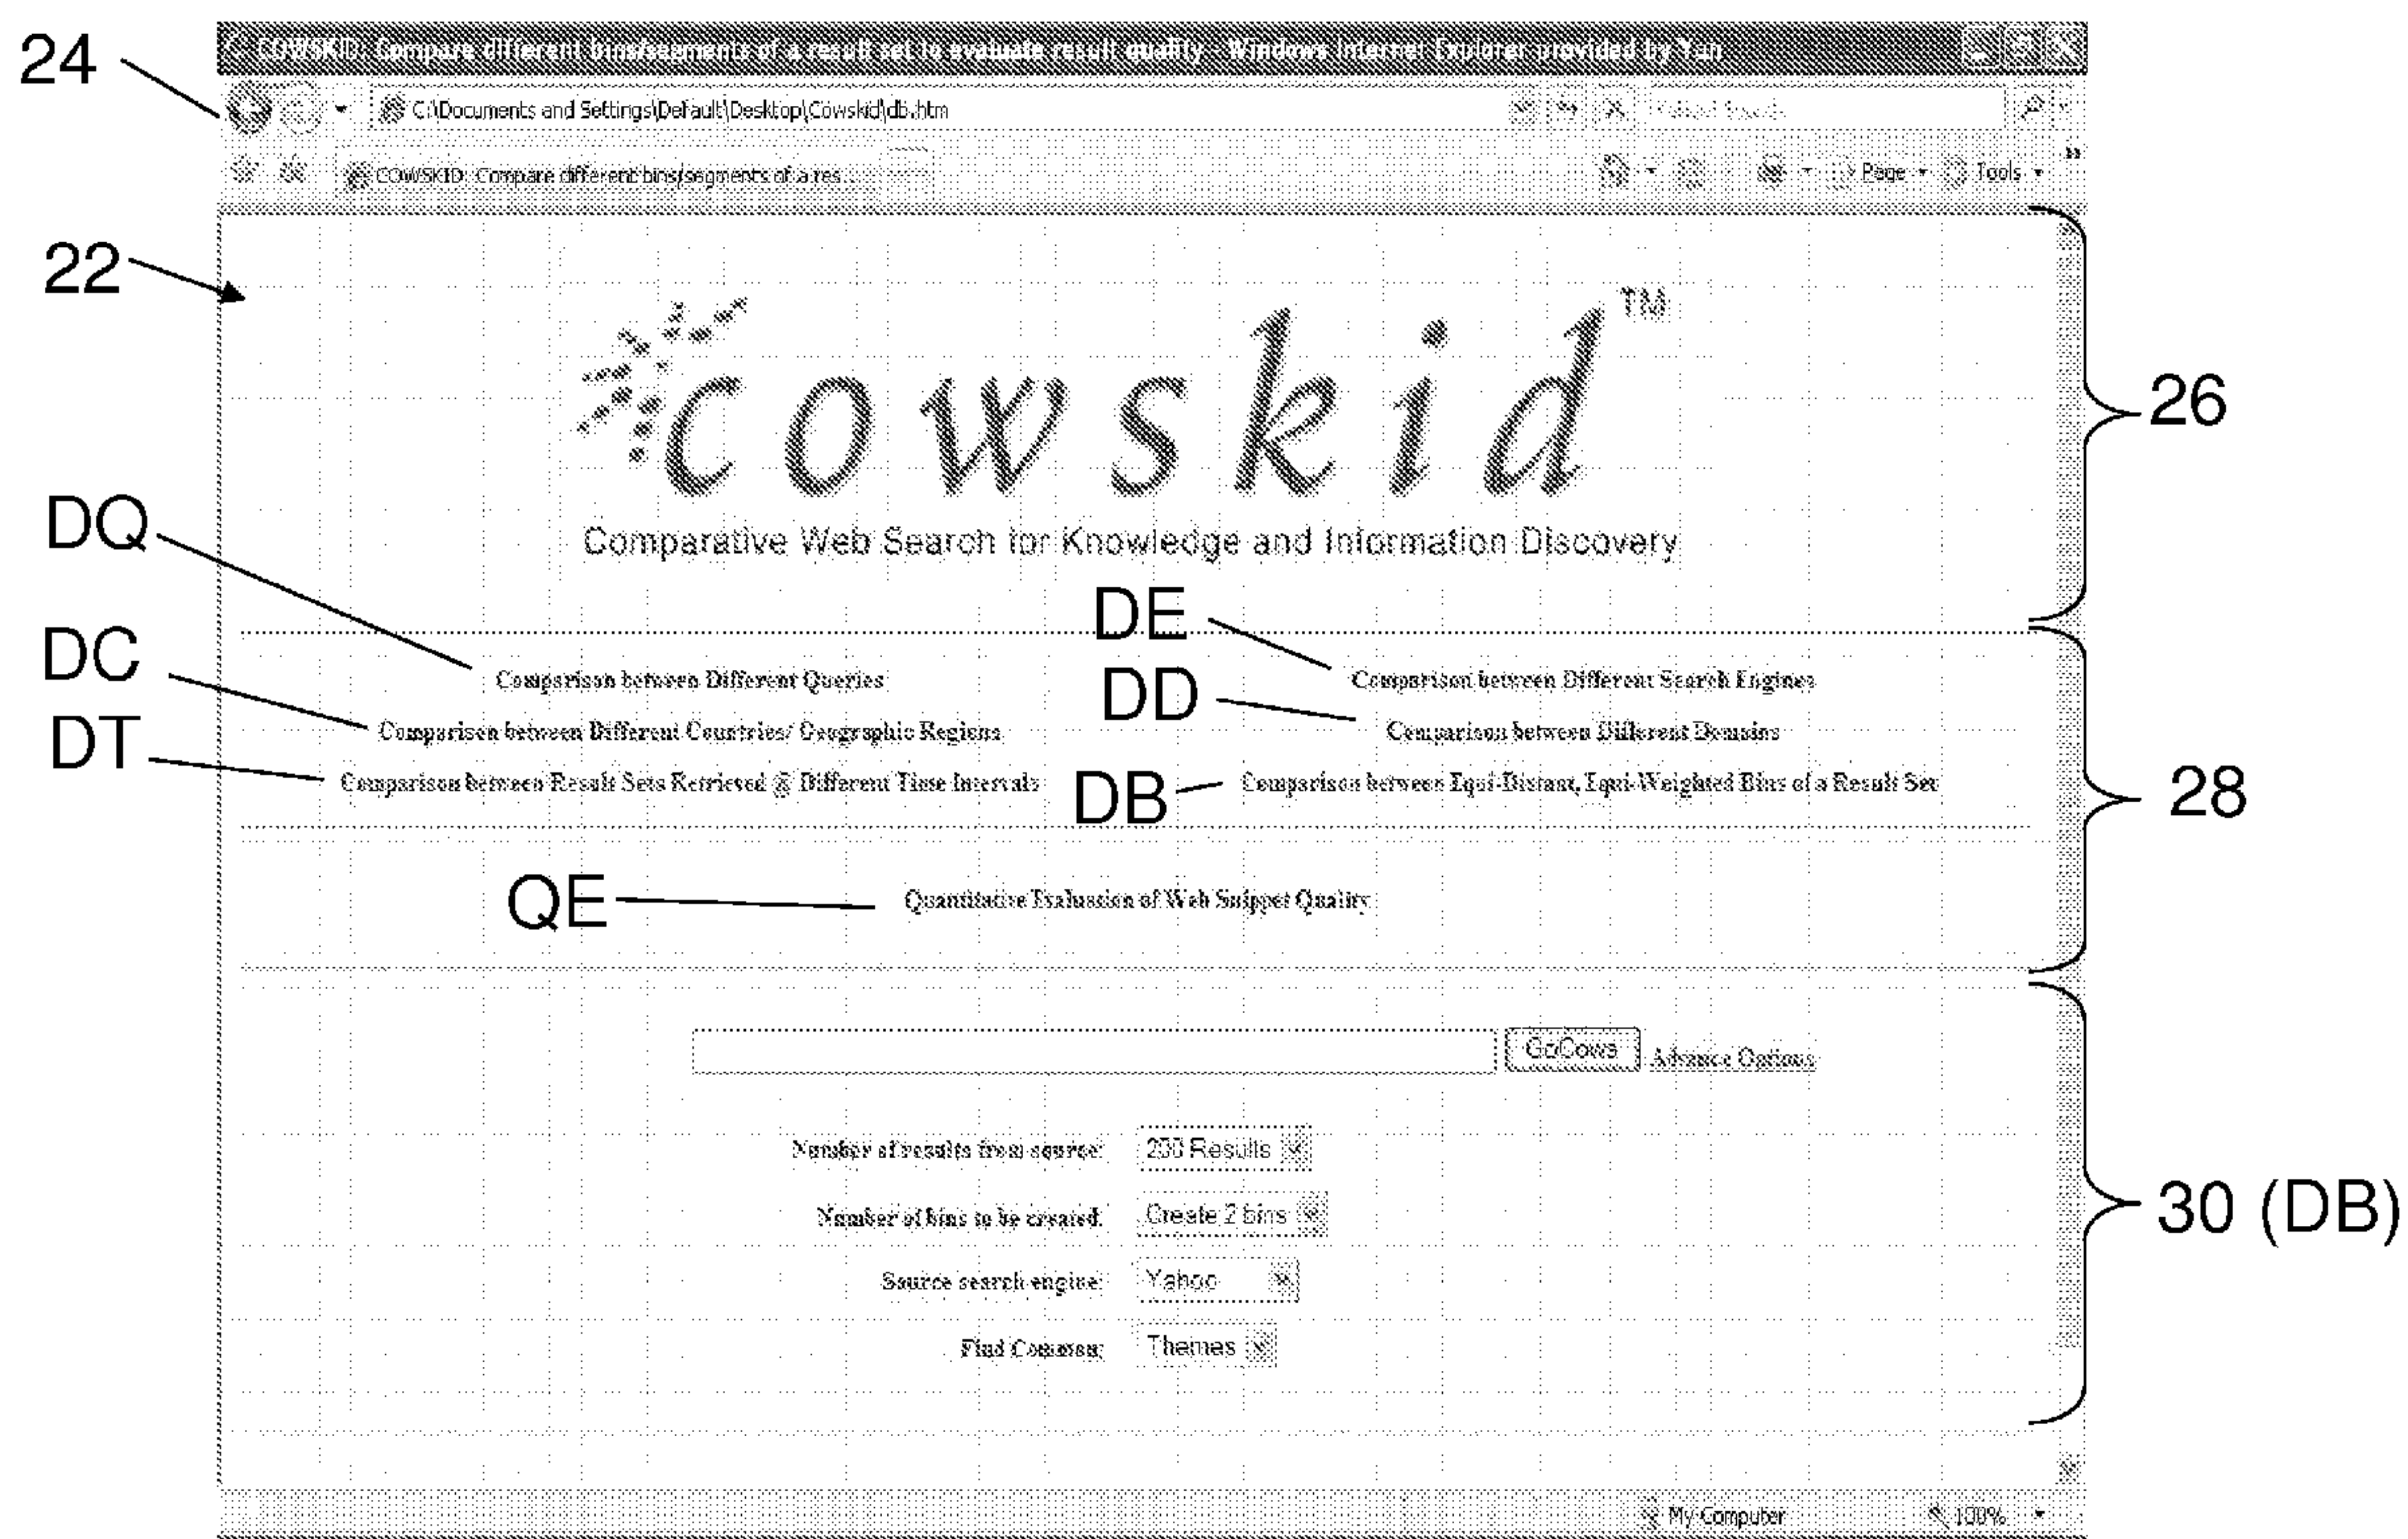 24
COWSKID: Compare different bins/segments of a result set to evaluate result quality - Windows Internet Explorer provided by Yah
C:\Documents and Settings\Default\Desktop\Cowskid\db.htm
COWSKID: Compare different bins/segments of a res...
Page
Tools
22
cowskid TM
26
Comparative Web Search for Knowledge and Information Discovery
DQ
DE
Comparison between Different Queries
Comparison between Different Search Engines
DC
DD
Comparison between Different Countries/ Geographic Regions
Comparison between Different Domains
DT
Comparison between Result Sets Retrieved @ Different Time Intervals
DB
Comparison between Equi-Distant, Equi-Weighted Bins of a Result Set
28
QE
Quantitative Evaluation of Web Snippet Quality
GoCows
Advance Options
Number of results from source:
200 Results
Number of bins to be created:
Create 2 bins
30 (DB)
Source search engine:
Yahoo
Find Common:
Themes
My Computer
100%